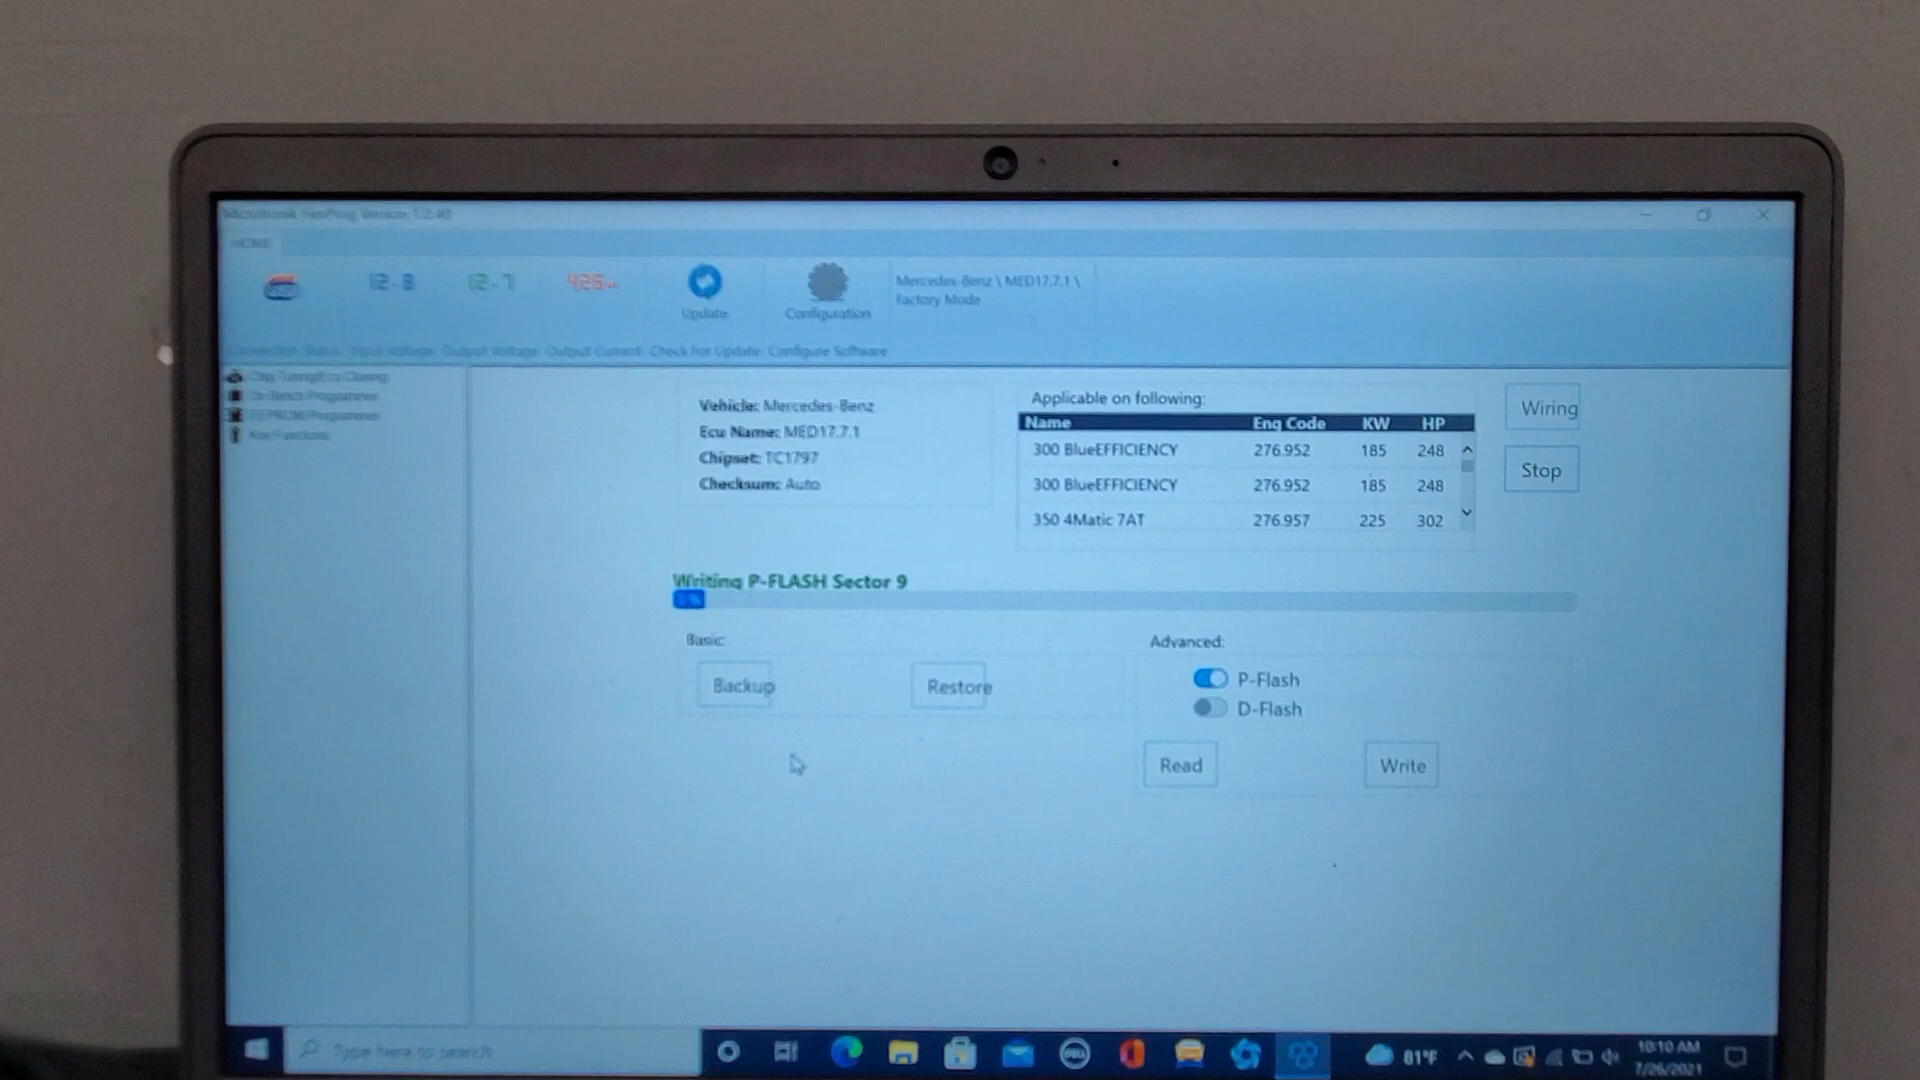 Microtronik HexProg Version 1.0.40
HOME
12.8
12.7
426
Update
Configuration
Mercedes-Benz \ MED17.7.1 \
Factory Mode
Connection Status
Input Voltage
Output Voltage
Output Current
Check For Update
Configure Software
Chip Tuning/Ecu Cloning
In-Bench Programmer
EEPROM Programmer
Key Functions
Vehicle: Mercedes-Benz
Ecu Name: MED17.7.1
Chipset: TC1797
Checksum: Auto
Applicable on following:
Name Eng Code KW HP
300 BlueEFFICIENCY 276.952 185 248
300 BlueEFFICIENCY 276.952 185 248
350 4Matic 7AT 276.957 225 302
Wiring
Stop
Writing P-FLASH Sector 9
Basic:
Backup
Restore
Advanced:
P-Flash
D-Flash
Read
Write
Type here to search
DELL
81°F
10:10 AM
7/26/2021